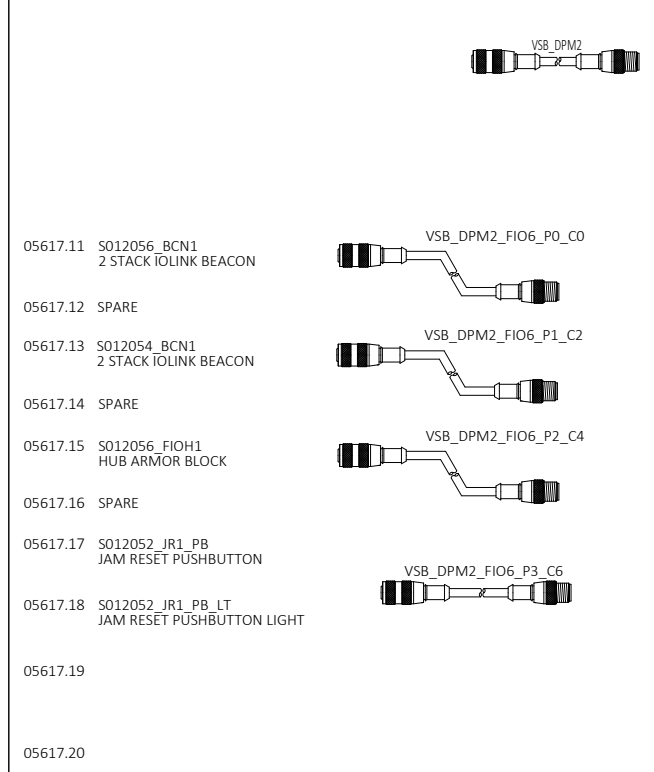 VSB_DPM2
05617.11 S012056_BCN1 VSB_DPM2_FIO6_P0_C0
2 STACK IOLINK BEACON
05617.12 SPARE
05617.13 S012054_BCN1 VSB_DPM2_FIO6_P1_C2
2 STACK IOLINK BEACON
05617.14 SPARE
05617.15 S012056_FIOH1 VSB_DPM2_FIO6_P2_C4
HUB ARMOR BLOCK
05617.16 SPARE
05617.17 S012052_JR1_PB
JAM RESET PUSHBUTTON
VSB_DPM2_FIO6_P3_C6
05617.18 S012052_JR1_PB_LT
JAM RESET PUSHBUTTON LIGHT
05617.19
05617.20